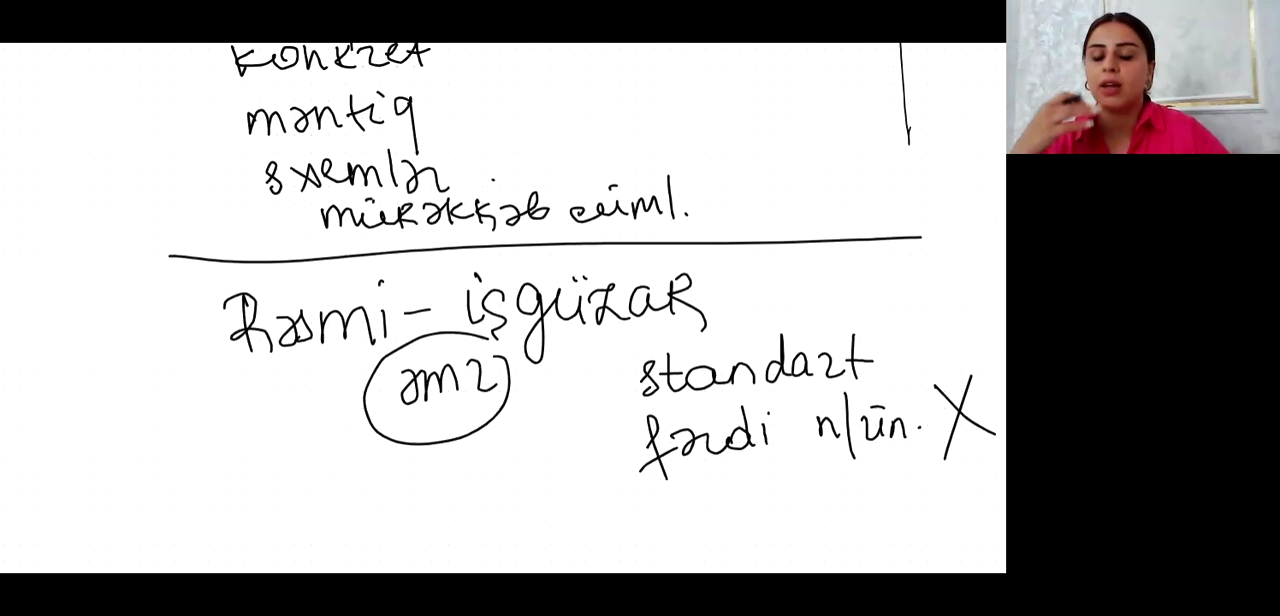 konkret
məntiq
sxemlər
mürəkkəb cüml.
Rəsmi - işgüzar
əmr
standart
fərdi n/ün. X